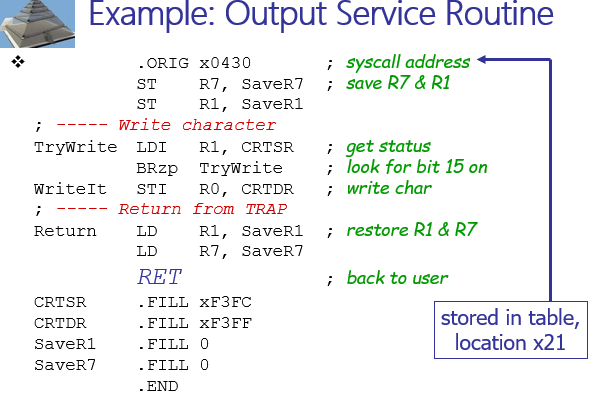 Example: Output Service Routine
❖ .ORIG x0430 ; syscall address
ST R7, SaveR7 ; save R7 & R1
ST R1, SaveR1
; ----- Write character
TryWrite LDI R1, CRTSR ; get status
BRzp TryWrite ; look for bit 15 on
WriteIt STI R0, CRTDR ; write char
; ----- Return from TRAP
Return LD R1, SaveR1 ; restore R1 & R7
LD R7, SaveR7
RET ; back to user
CRTSR .FILL xF3FC
CRTDR .FILL xF3FF
SaveR1 .FILL 0
SaveR7 .FILL 0
.END
stored in table,
location x21